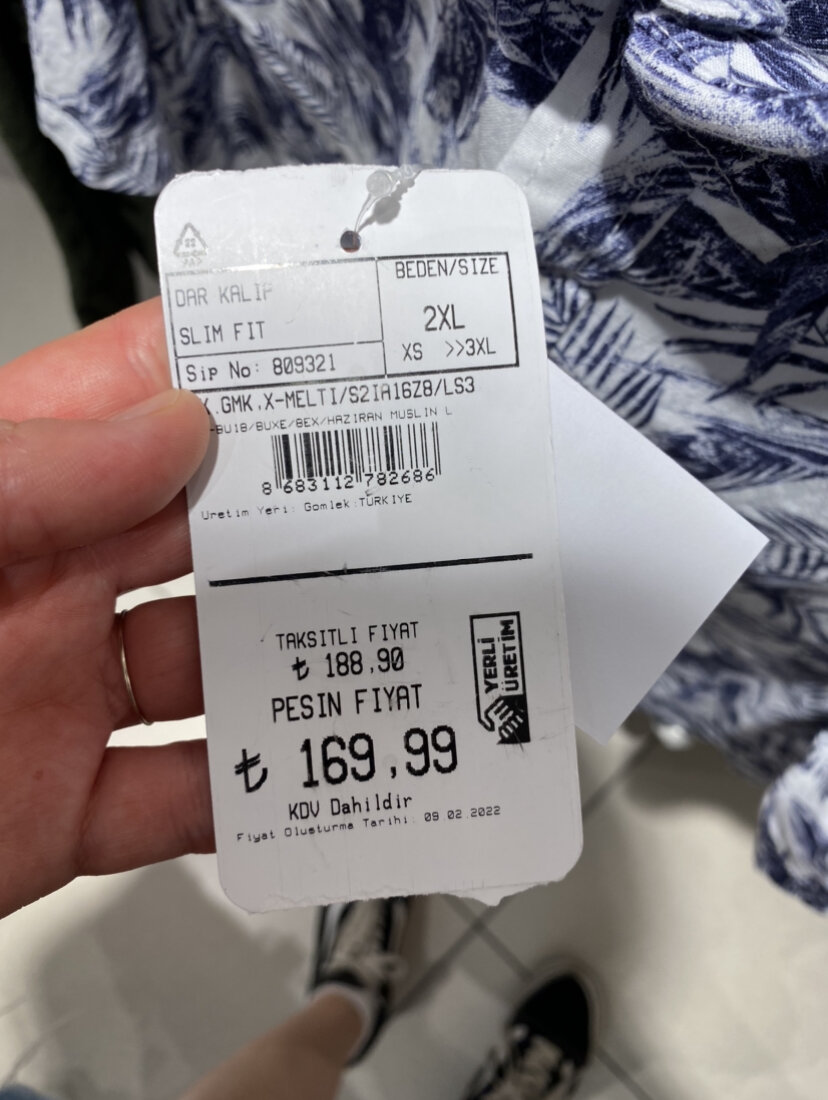 DAR KALIP
SLIM FIT
Sip No: 809321
BEDEN/SIZE
2XL
XS >>3XL
.GMK.X-MELTI/S2IA16Z8/LS3
-BU18/BUXE/BEX/HAZIRAN MUSLIN L
8 683112 782686
Uretim Yeri: Gomlek:TÜRKIYE
TAKSITLI FIYAT
₺ 188,90
PESIN FIYAT
₺ 169,99
KDV Dahildir
Fiyat Olusturma Tarihi: 09.02.2022
YERLİ
ÜRETİM